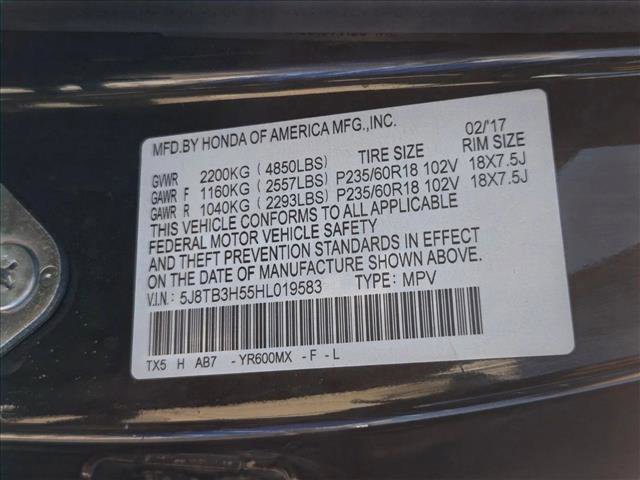 MFD.BY HONDA OF AMERICA MFG.,INC. 02/'17
TIRE SIZE RIM SIZE
GVWR 2200KG (4850LBS)
GAWR F 1160KG (2557LBS) P235/60R18 102V 18X7.5J
GAWR R 1040KG (2293LBS) P235/60R18 102V 18X7.5J
THIS VEHICLE CONFORMS TO ALL APPLICABLE
FEDERAL MOTOR VEHICLE SAFETY
AND THEFT PREVENTION STANDARDS IN EFFECT
ON THE DATE OF MANUFACTURE SHOWN ABOVE.
V.I.N.: 5J8TB3H55HL019583 TYPE: MPV
TX5 H AB7 -YR600MX -F -L